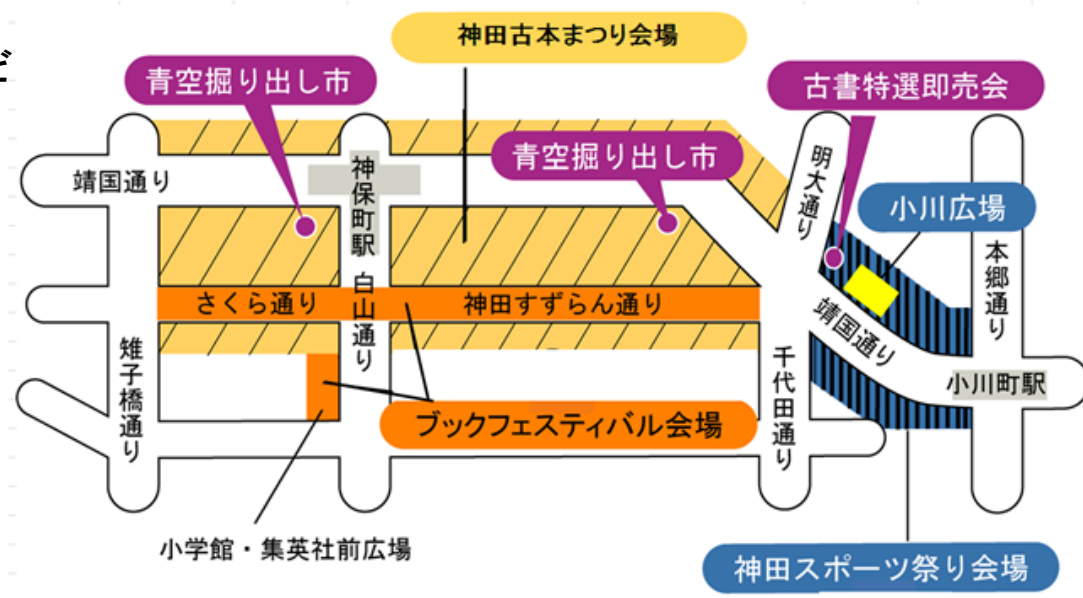 神田古本まつり会場
だ
青空掘り出し市
古書特選即売会
青空掘り出し市
明大通り
靖国通り
神保町駅
小川広場
本郷通り
白山通り
さくら通り
神田すずらん通り
靖国通り
雉子橋通り
千代田通り
小川町駅
ブックフェスティバル会場
小学館・集英社前広場
神田スポーツ祭り会場